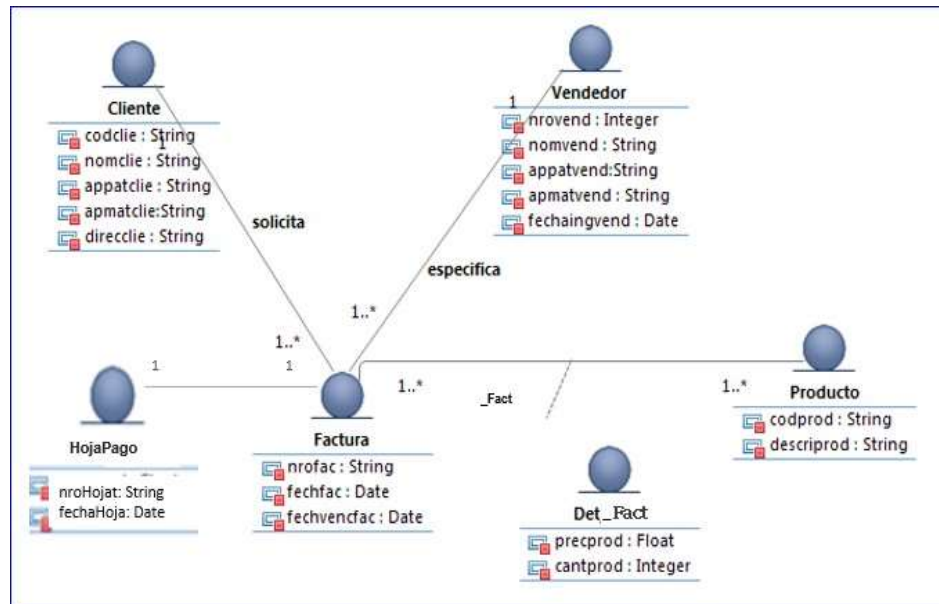 Cliente
codclie : String
1
nomclie : String
appatclie : String
apmatclie:String
direcclie : String
Vendedor
1
nrovend : Integer
nomvend : String
appatvend:String
apmatvend : String
fechaingvend : Date
solicita
especifica
1..*
1..*
1
1
1..*
_Fact
1..*
HojaPago
nroHojat: String
fechaHoja: Date
Factura
nrofac : String
fechfac : Date
fechvencfac : Date
Producto
codprod : String
descriprod : String
Det_Fact
precprod : Float
cantprod : Integer